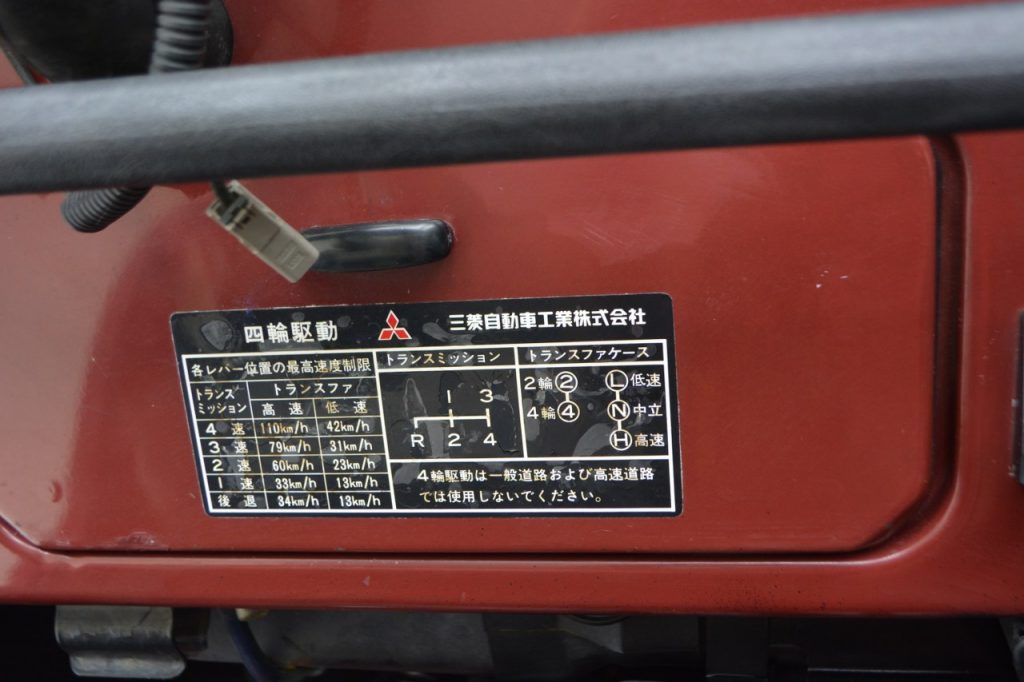 四輪駆動 三菱自動車工業株式会社
各レバー位置の最高速度制限
トランスミッション トランスファ
高速 低速
4速 110km/h 42km/h
3速 79km/h 31km/h
2速 60km/h 23km/h
1速 33km/h 13km/h
後退 34km/h 13km/h
トランスミッション
1 3
R 2 4
トランスファケース
2輪 ② Ⓛ 低速
4輪 ④ Ⓝ 中立
Ⓗ 高速
4輪駆動は一般道路および高速道路
では使用しないでください。